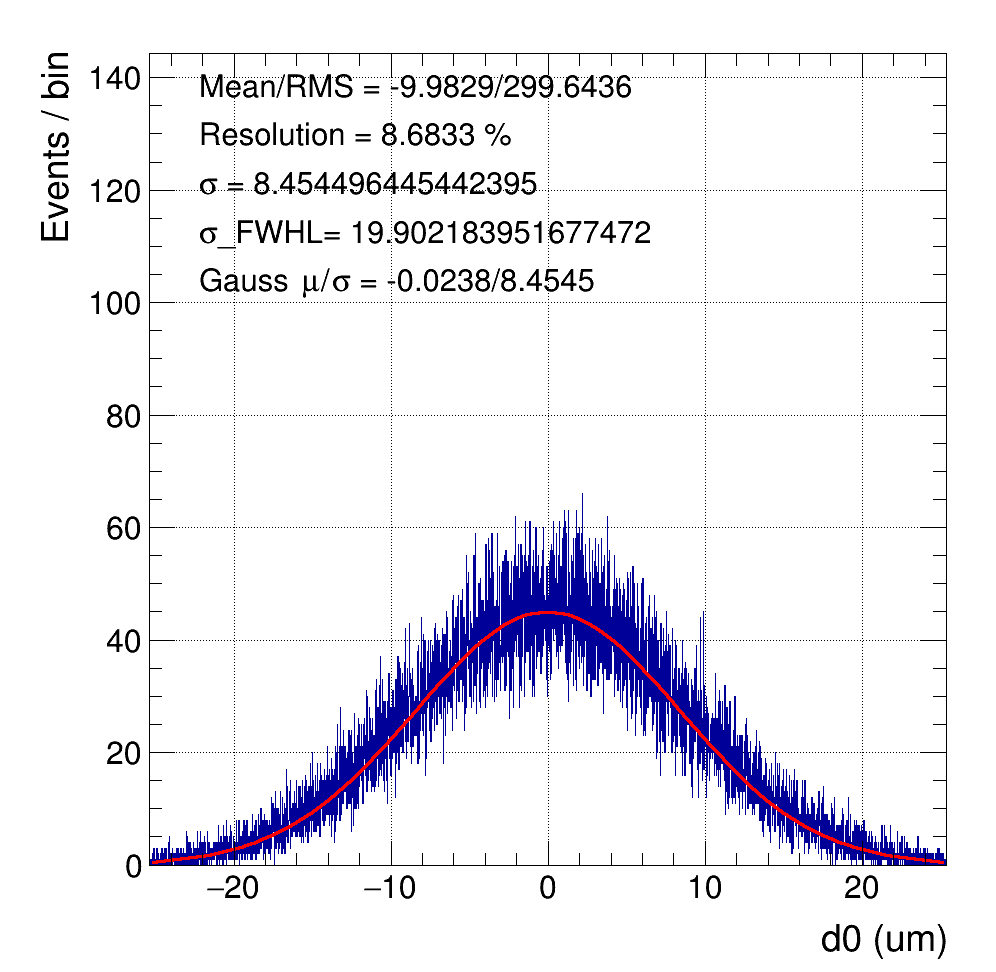 Events / bin
140
120
100
80
60
40
20
0
Mean/RMS = -9.9829/299.6436
Resolution = 8.6833 %
σ = 8.454496445442395
σ_FWHL= 19.902183951677472
Gauss μ/σ = -0.0238/8.4545
−20 −10 0 10 20
d0 (um)